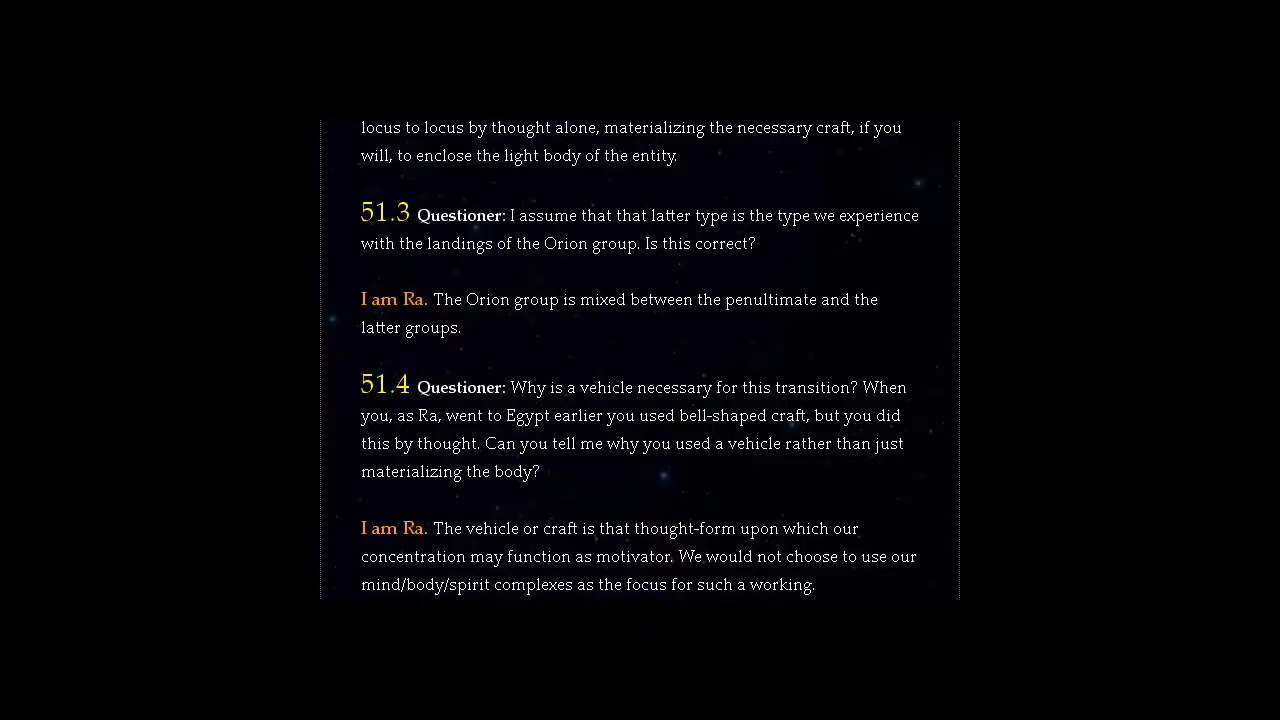 locus to locus by thought alone, materializing the necessary craft, if you
will, to enclose the light body of the entity.
51.3 Questioner: I assume that that latter type is the type we experience
with the landings of the Orion group. Is this correct?
I am Ra. The Orion group is mixed between the penultimate and the
latter groups.
51.4 Questioner: Why is a vehicle necessary for this transition? When
you, as Ra, went to Egypt earlier you used bell-shaped craft, but you did
this by thought. Can you tell me why you used a vehicle rather than just
materializing the body?
I am Ra. The vehicle or craft is that thought-form upon which our
concentration may function as motivator. We would not choose to use our
mind/body/spirit complexes as the focus for such a working.